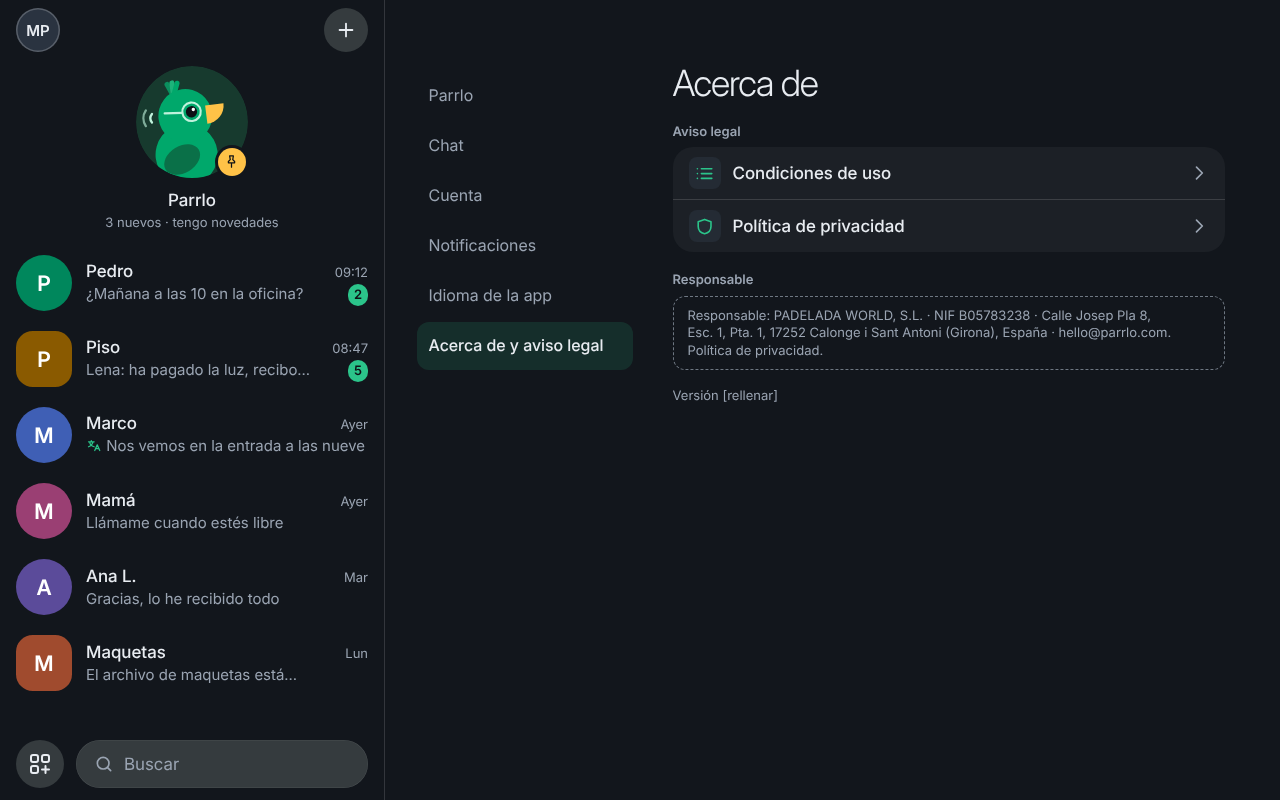 MP
Parrlo
3 nuevos · tengo novedades
P
Pedro
09:12
¿Mañana a las 10 en la oficina?
2
P
Piso
08:47
Lena: ha pagado la luz, recibo...
5
M
Marco
Ayer
Nos vemos en la entrada a las nueve
M
Mamá
Ayer
Llámame cuando estés libre
A
Ana L.
Mar
Gracias, lo he recibido todo
M
Maquetas
Lun
El archivo de maquetas está...
Buscar
Parrlo
Chat
Cuenta
Notificaciones
Idioma de la app
Acerca de y aviso legal
Acerca de
Aviso legal
Condiciones de uso
Política de privacidad
Responsable
Responsable: PADELADA WORLD, S.L. · NIF B05783238 · Calle Josep Pla 8,
Esc. 1, Pta. 1, 17252 Calonge i Sant Antoni (Girona), España · hello@parrlo.com.
Política de privacidad.
Versión [rellenar]